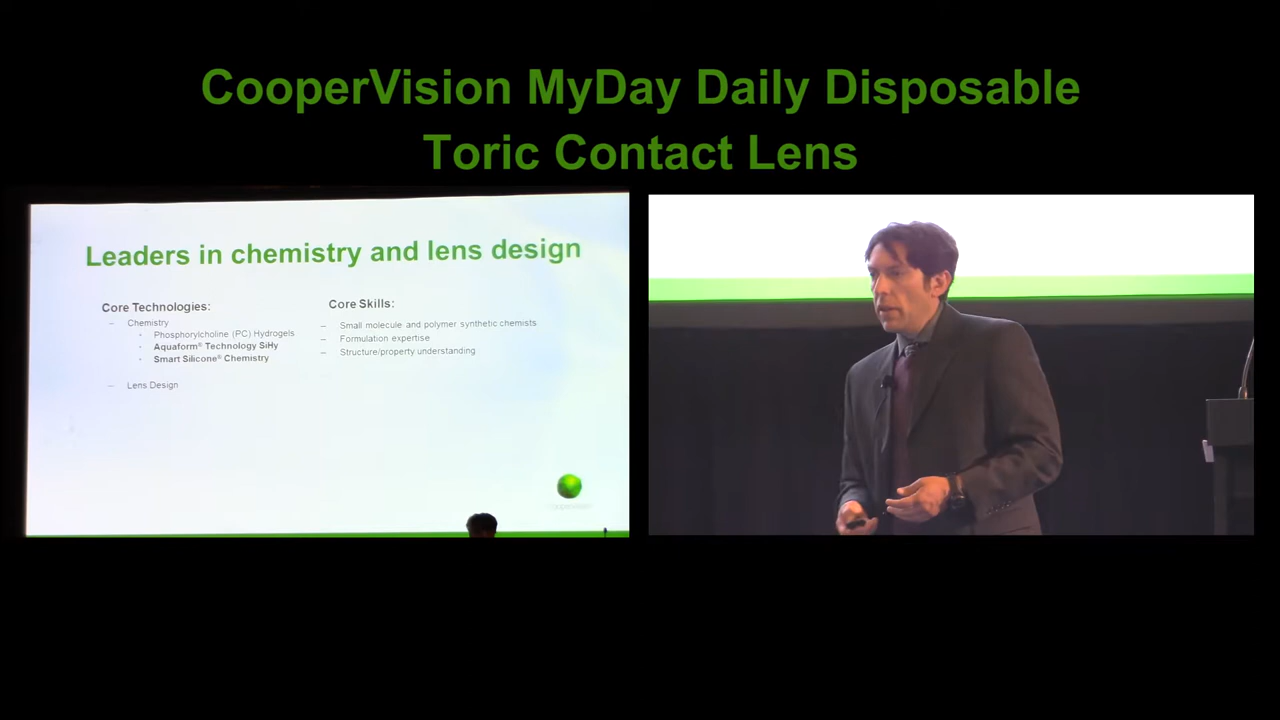 CooperVision MyDay Daily Disposable
Toric Contact Lens
Leaders in chemistry and lens design
Core Technologies:
– Chemistry
• Phosphorylcholine (PC) Hydrogels
• Aquaform® Technology SiHy
• Smart Silicone® Chemistry
– Lens Design
Core Skills:
– Small molecule and polymer synthetic chemists
– Formulation expertise
– Structure/property understanding
CooperVision